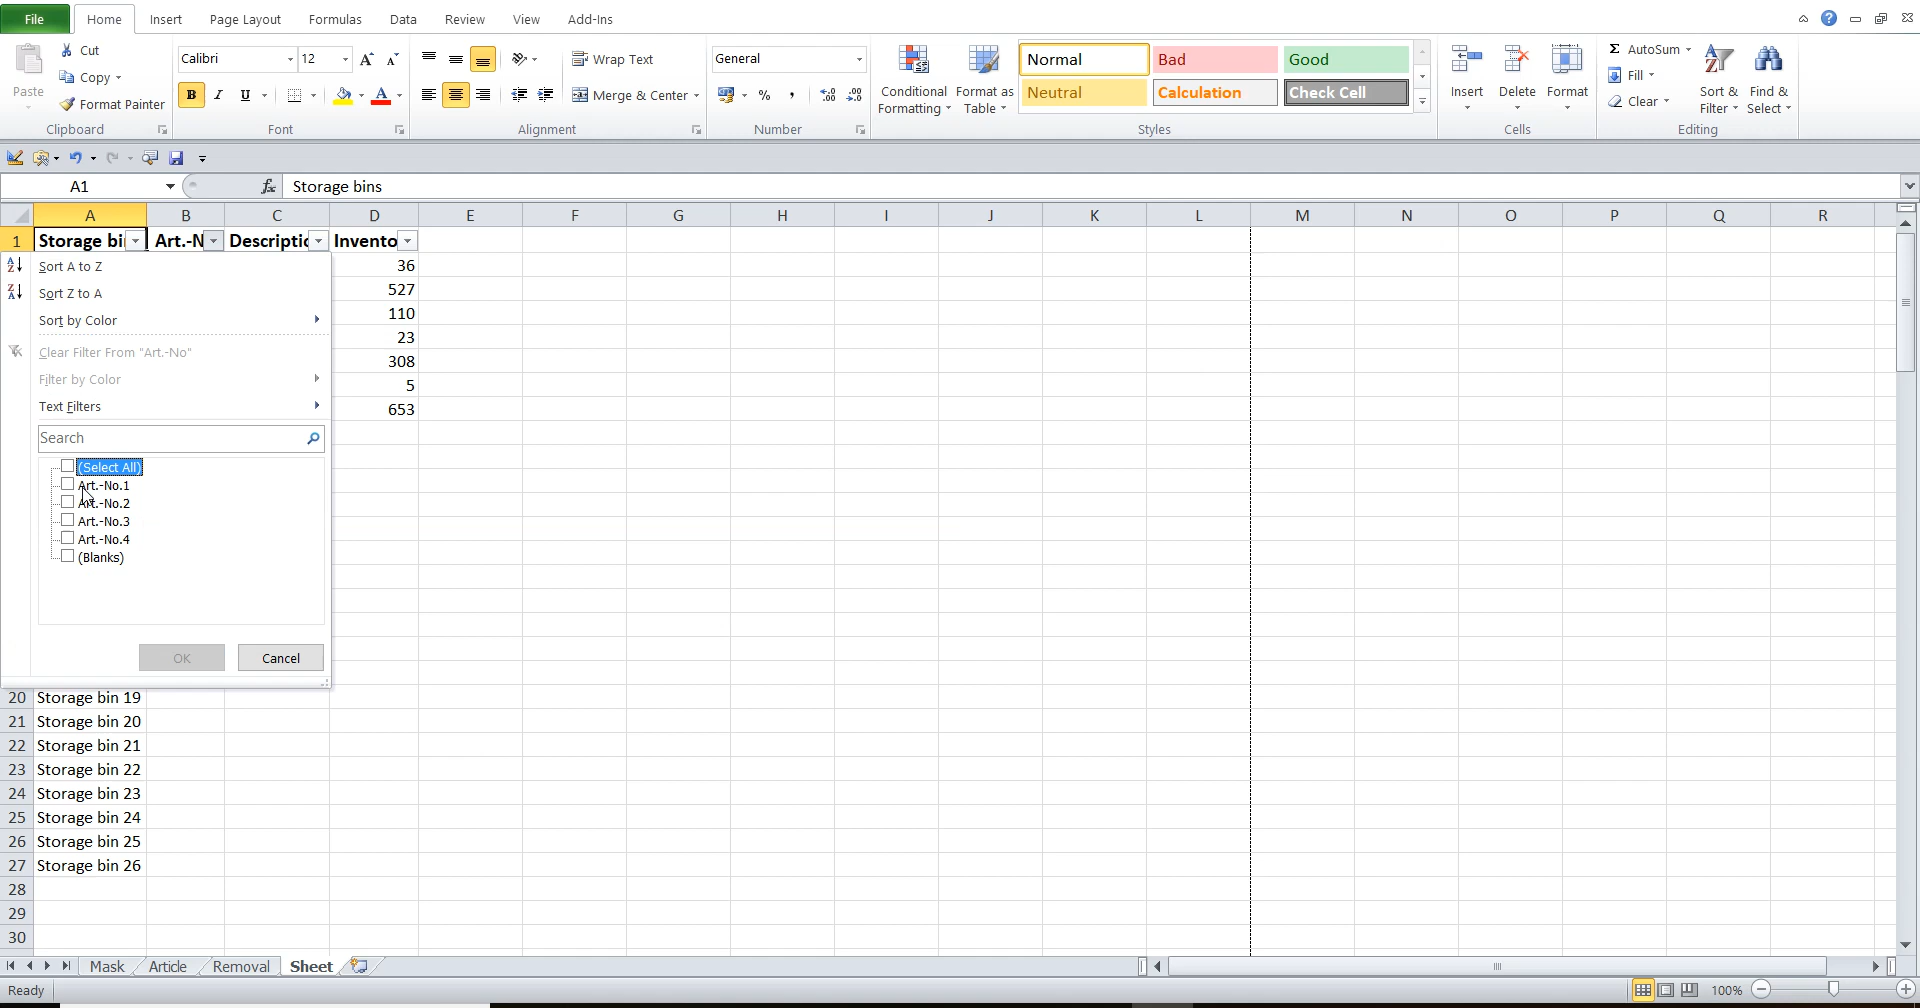 File Home Insert Page Layout Formulas Data Review View Add-Ins
Paste
Cut
Copy
Format Painter
Clipboard
Calibri 12
B I U A
Font
Wrap Text
Merge & Center
Alignment
General
%
Number
Conditional Formatting
Format as Table
Normal Bad Good
Neutral Calculation Check Cell
Styles
Insert Delete Format
Cells
Σ AutoSum
Fill
Clear
Sort & Filter
Find & Select
Editing
A1 fx Storage bins
A B C D E F G H I J K L M N O P Q R
1 Storage bi Art.-N Descriptic Invento
36
527
110
23
308
5
653
Sort A to Z
Sort Z to A
Sort by Color
Clear Filter From "Art.-No"
Filter by Color
Text Filters
Search
(Select All)
Art.-No.1
Art.-No.2
Art.-No.3
Art.-No.4
(Blanks)
OK Cancel
20 Storage bin 19
21 Storage bin 20
22 Storage bin 21
23 Storage bin 22
24 Storage bin 23
25 Storage bin 24
26 Storage bin 25
27 Storage bin 26
28
29
30
Mask Article Removal Sheet
Ready 100%